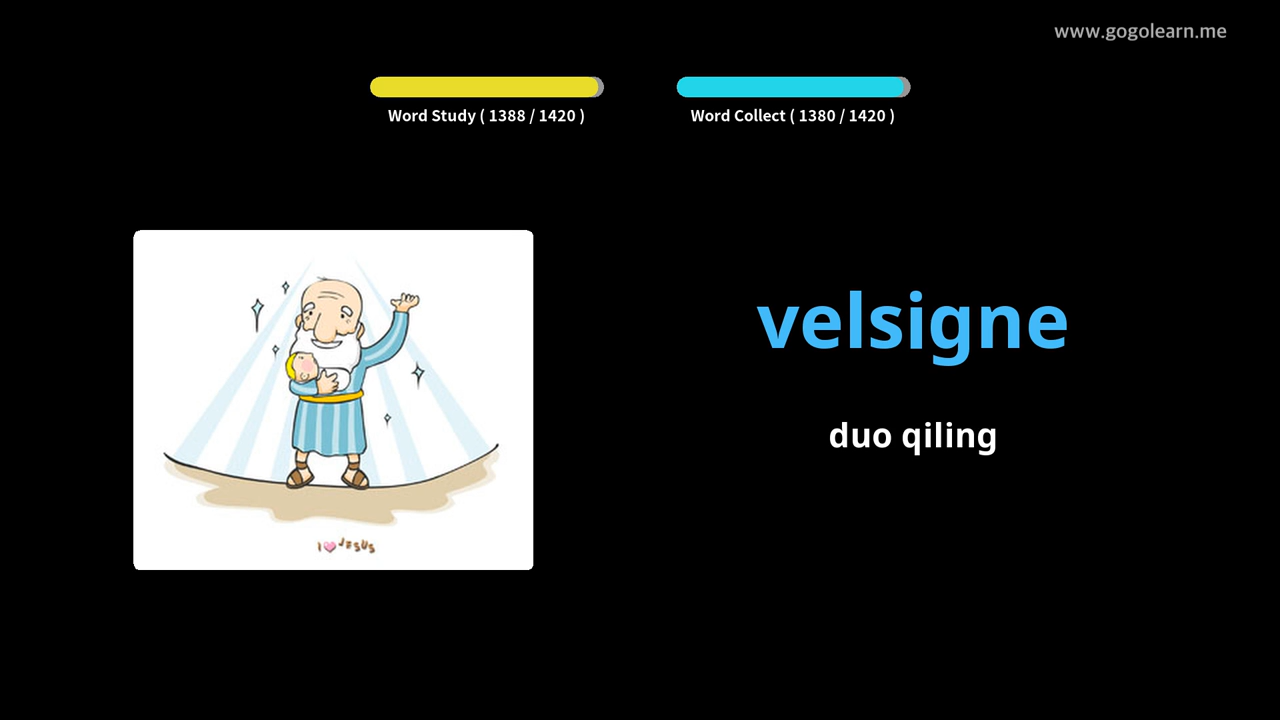 www.gogolearn.me
Word Study ( 1388 / 1420 )
Word Collect ( 1380 / 1420 )
velsigne
duo qiling
I JESUS